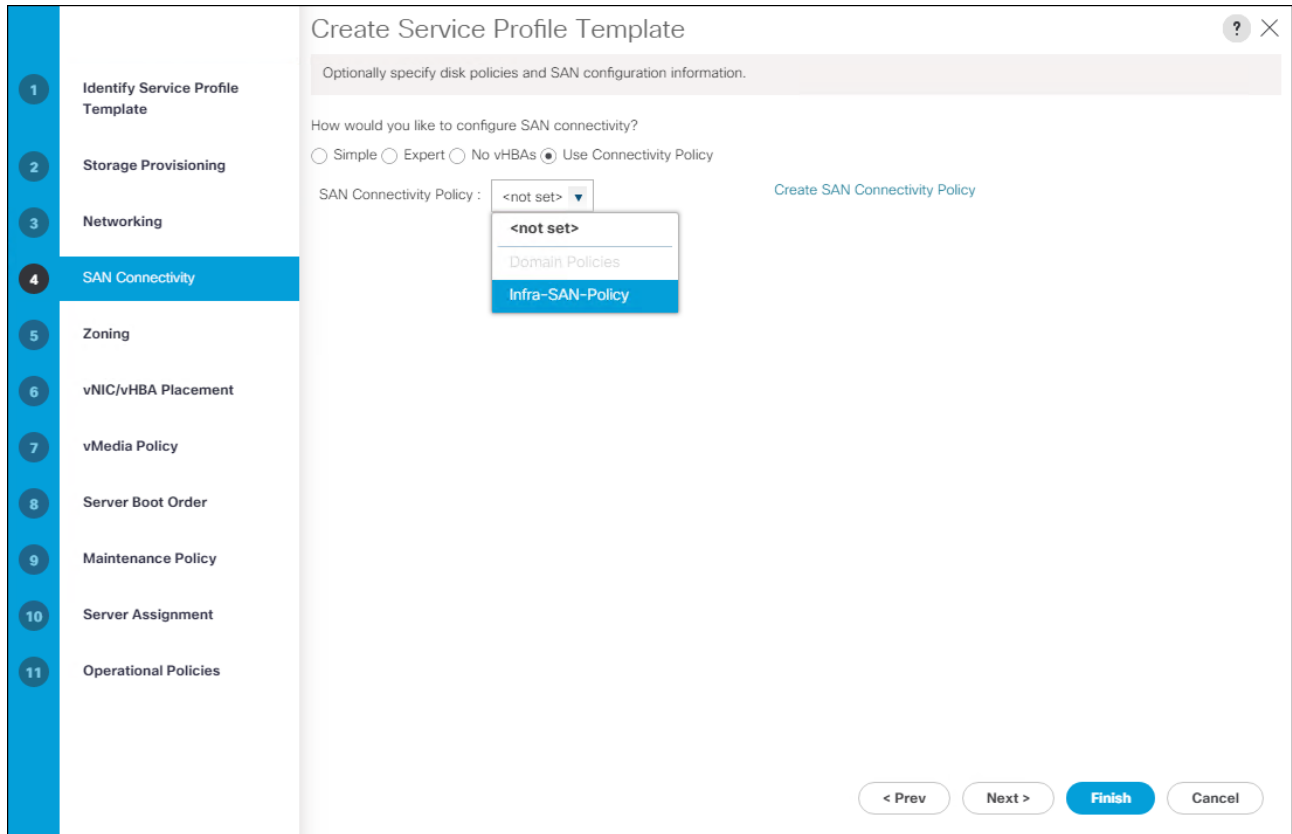 Create Service Profile Template
?
Optionally specify disk policies and SAN configuration information.
1
Identify Service Profile
Template
2
Storage Provisioning
3
Networking
4
SAN Connectivity
5
Zoning
6
vNIC/vHBA Placement
7
vMedia Policy
8
Server Boot Order
9
Maintenance Policy
10
Server Assignment
11
Operational Policies
How would you like to configure SAN connectivity?
Simple Expert No vHBAs Use Connectivity Policy
SAN Connectivity Policy : <not set> Create SAN Connectivity Policy
<not set>
Domain Policies
Infra-SAN-Policy
< Prev Next > Finish Cancel